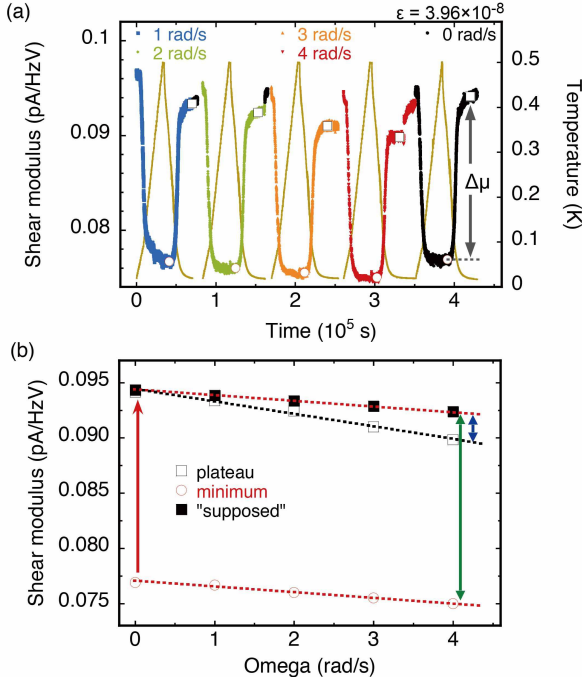 (a)
ε = 3.96×10-8
1 rad/s
3 rad/s
0 rad/s
2 rad/s
4 rad/s
Shear modulus (pA/HzV)
0.1
0.09
0.08
Temperature (K)
0.5
0.4
0.3
0.2
0.1
0
Δμ
0
1
2
3
4
Time (10⁵ s)
(b)
Shear modulus (pA/HzV)
0.095
0.090
0.085
0.080
0.075
plateau
minimum
"supposed"
0
1
2
3
4
Omega (rad/s)